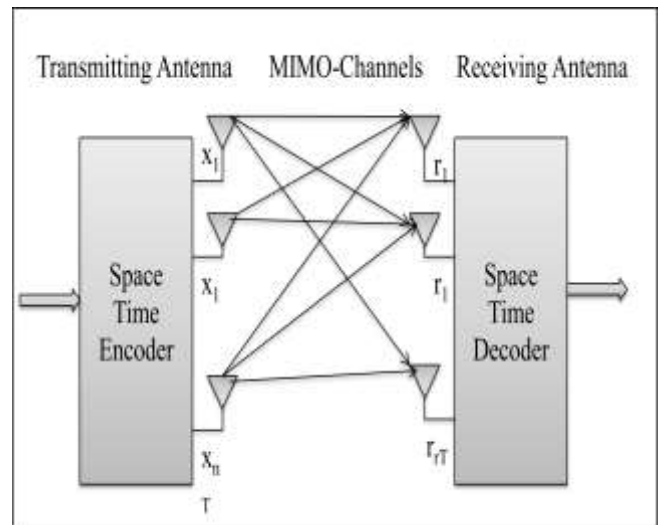 Transmitting Antenna MIMO-Channels Receiving Antenna
x1 r1
x1 r1
Space Time Encoder
Space Time Decoder
xn T
rrT